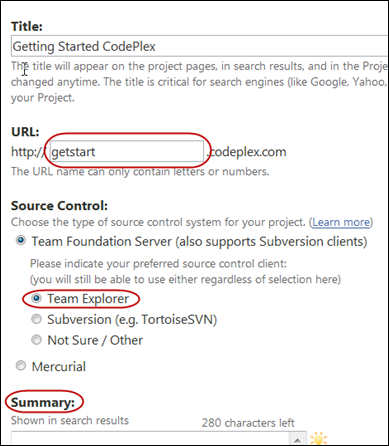 Title:
Getting Started CodePlex
The title will appear on the project pages, in search results, and in the Projec
changed anytime. The title is critical for search engines (like Google, Yahoo,
your Project.
URL:
http:// getstart .codeplex.com
The URL name can only contain letters or numbers.
Source Control:
Choose the type of source control system for your project. (Learn more)
Team Foundation Server (also supports Subversion clients)
Please indicate your preferred source control client:
(you will still be able to use either regardless of selection here)
Team Explorer
Subversion (e.g. TortoiseSVN)
Not Sure / Other
Mercurial
Summary:
Shown in search results 280 characters left